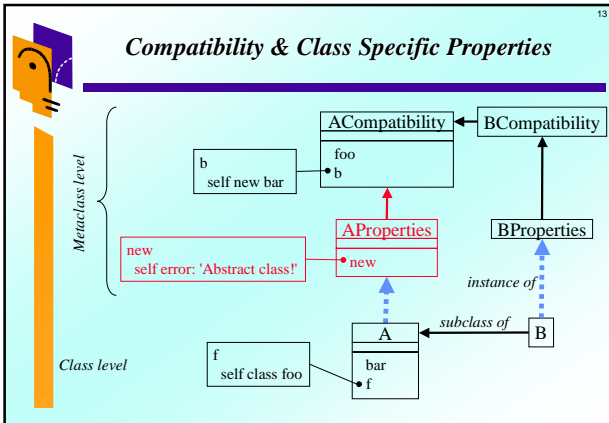 13
Compatibility & Class Specific Properties
Metaclass level
ACompatibility
foo
b
BCompatibility
b
self new bar
AProperties
new
BProperties
new
self error: 'Abstract class!'
instance of
subclass of
A
bar
f
B
Class level
f
self class foo